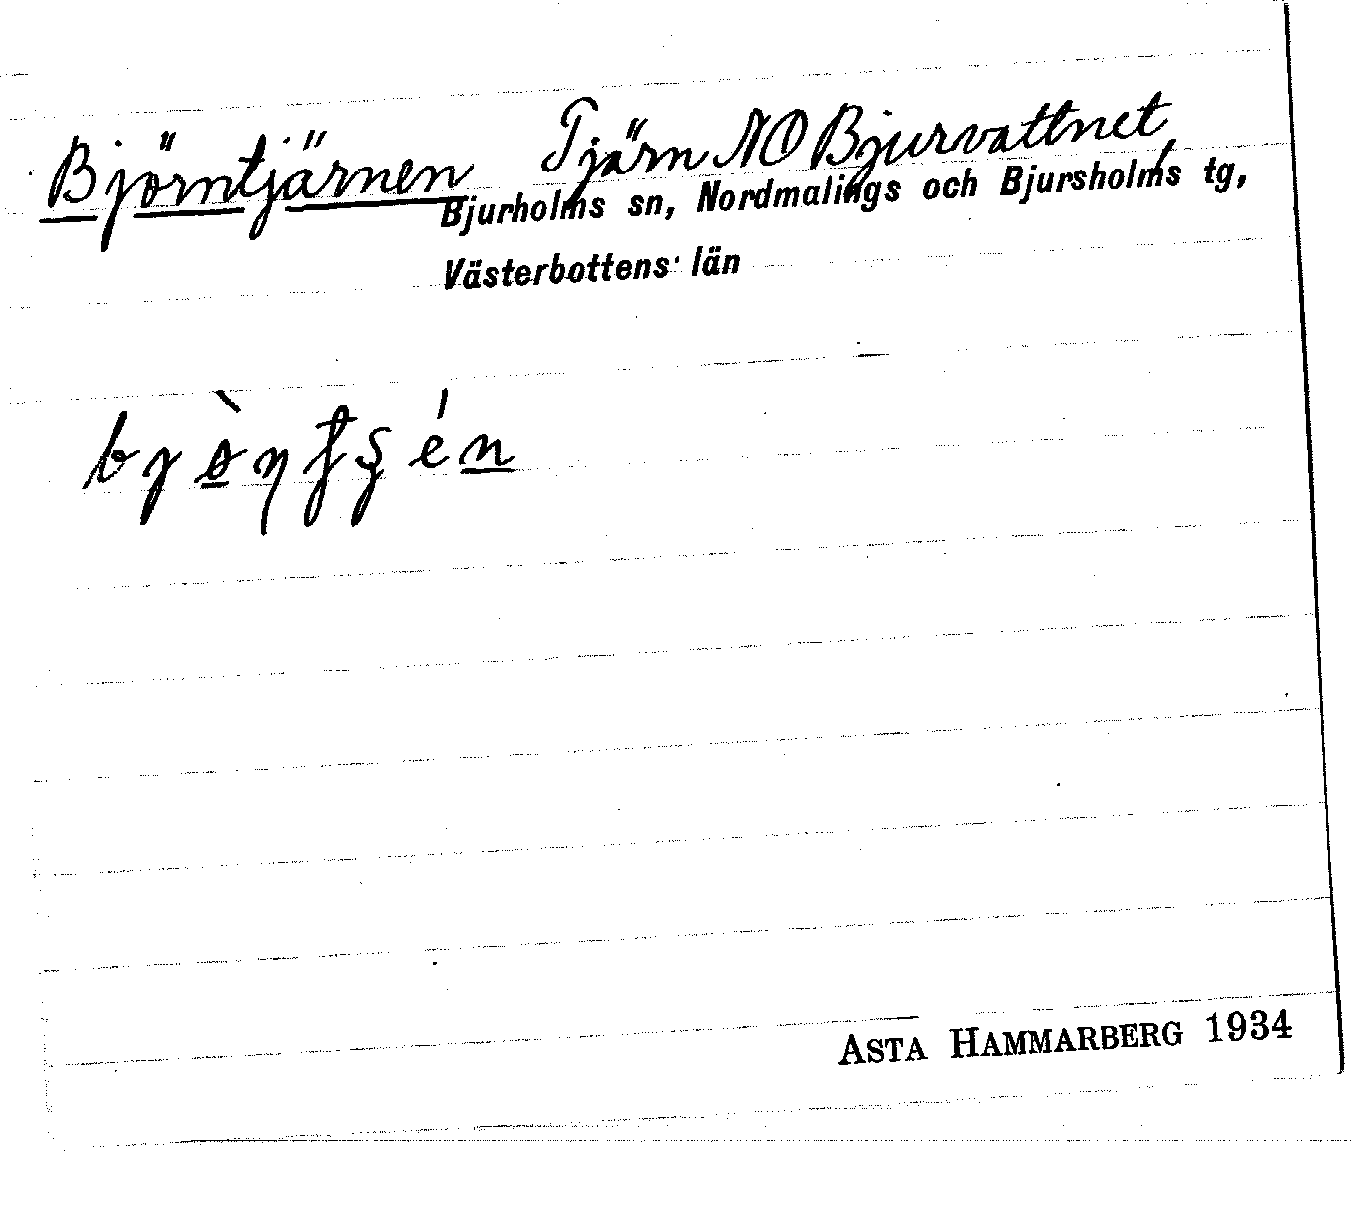 Björntjärnen Tjärn NO Bjurvattnet,
Bjurholms sn, Nordmalings och Bjursholms tg,
Västerbottens län
ASTA HAMMARBERG 1934